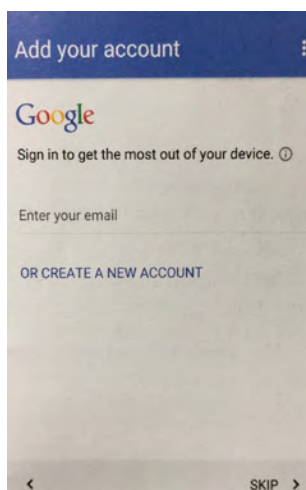 Add your account
Google
Sign in to get the most out of your device.
Enter your email
OR CREATE A NEW ACCOUNT
SKIP